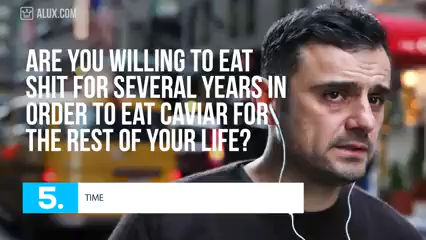 ALUX.COM
ARE YOU WILLING TO EAT
SHIT FOR SEVERAL YEARS IN
ORDER TO EAT CAVIAR FOR
THE REST OF YOUR LIFE?
5.
TIME